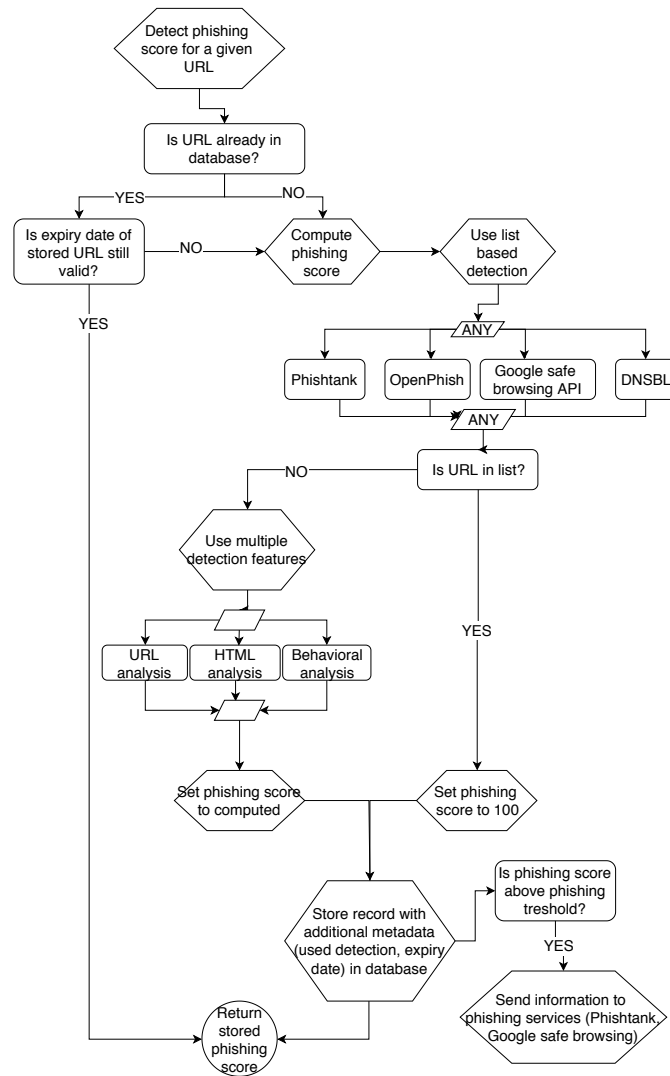 Detect phishing
score for a given
URL
Is URL already in
database?
YES
NO
Is expiry date of
stored URL still
valid?
NO
Compute
phishing
score
Use list
based
detection
YES
ANY
Phishtank
OpenPhish
Google safe
browsing API
DNSBL
ANY
Is URL in list?
NO
Use multiple
detection features
YES
URL
analysis
HTML
analysis
Behavioral
analysis
Set phishing score
to computed
Set phishing
score to 100
Is phishing score
above phishing
treshold?
Store record with
additional metadata
(used detection, expiry
date) in database
YES
Send information to
phishing services (Phishtank,
Google safe browsing)
Return
stored
phishing
score